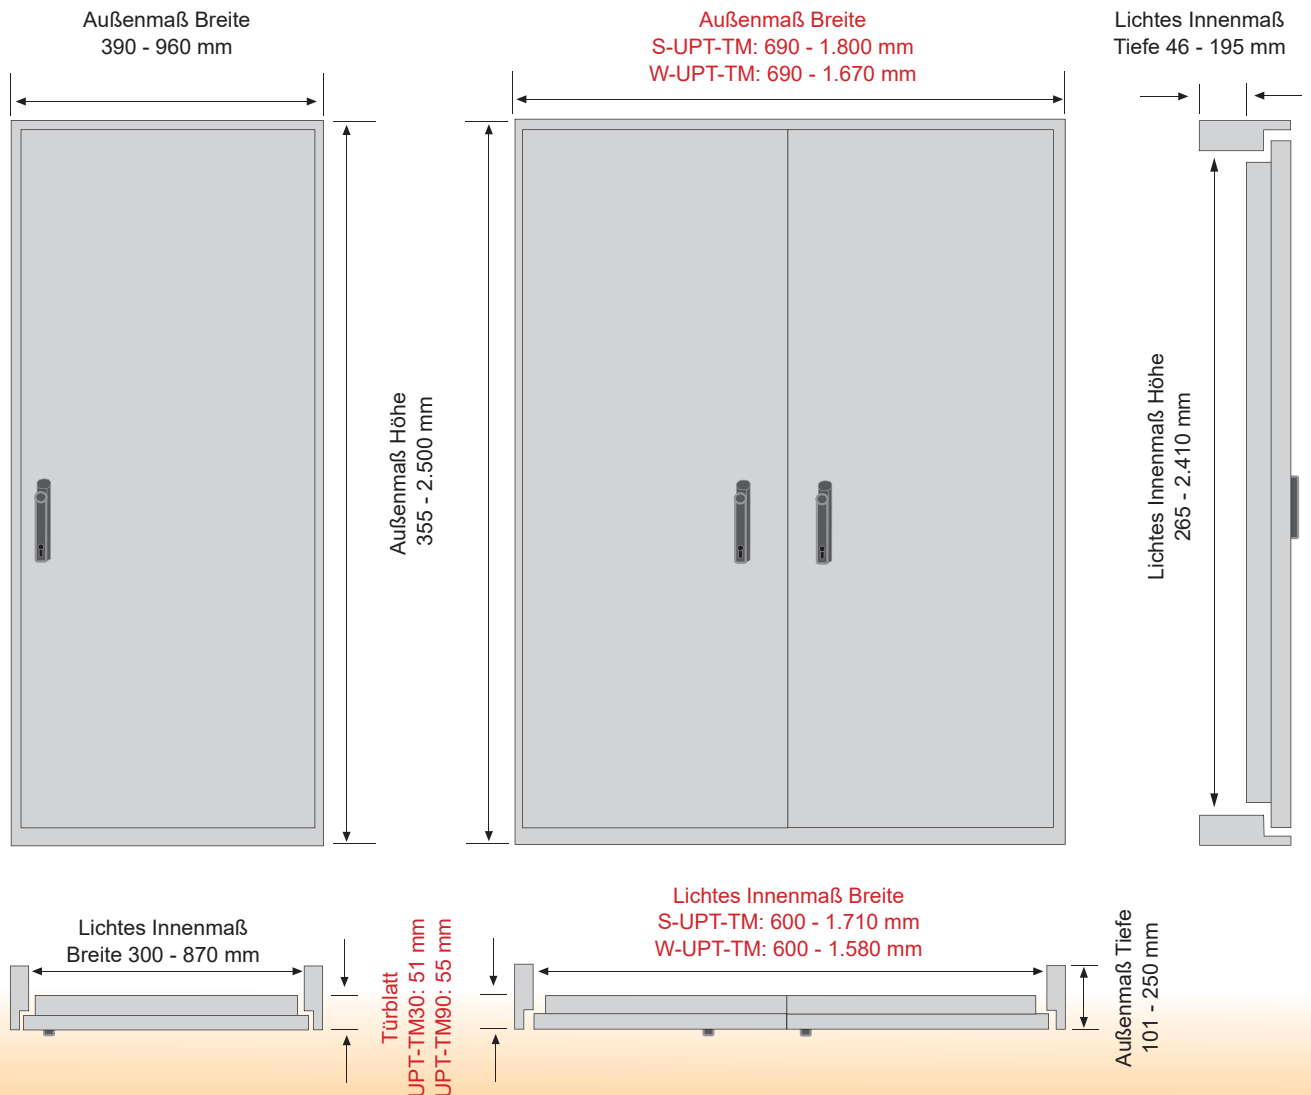 Außenmaß Breite
390 - 960 mm
Außenmaß Breite
S-UPT-TM: 690 - 1.800 mm
W-UPT-TM: 690 - 1.670 mm
Lichtes Innenmaß
Tiefe 46 - 195 mm
Außenmaß Höhe
355 - 2.500 mm
Lichtes Innenmaß Höhe
265 - 2.410 mm
Lichtes Innenmaß
Breite 300 - 870 mm
Türblatt
UPT-TM30: 51 mm
UPT-TM90: 55 mm
Lichtes Innenmaß Breite
S-UPT-TM: 600 - 1.710 mm
W-UPT-TM: 600 - 1.580 mm
Außenmaß Tiefe
101 - 250 mm